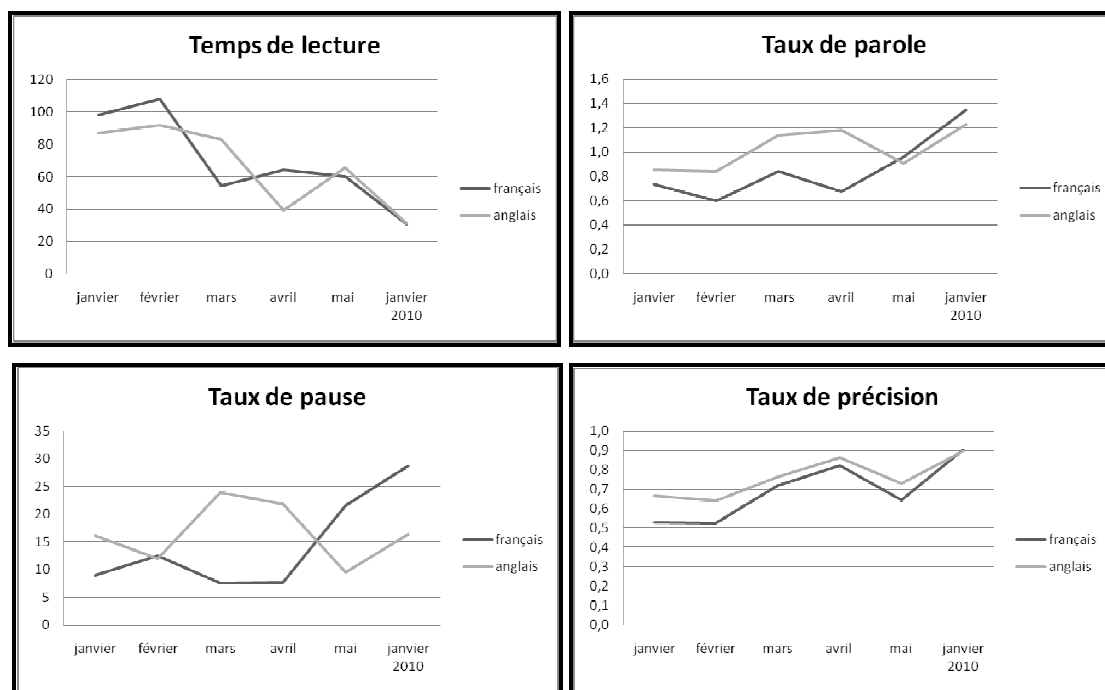 Temps de lecture
120
100
80
60
40
20
0
janvier février mars avril mai janvier
2010
français
anglais
Taux de parole
1,6
1,4
1,2
1,0
0,8
0,6
0,4
0,2
0,0
janvier février mars avril mai janvier
2010
français
anglais
Taux de pause
35
30
25
20
15
10
5
0
janvier février mars avril mai janvier
2010
français
anglais
Taux de précision
1,0
0,9
0,8
0,7
0,6
0,5
0,4
0,3
0,2
0,1
0,0
janvier février mars avril mai janvier
2010
français
anglais